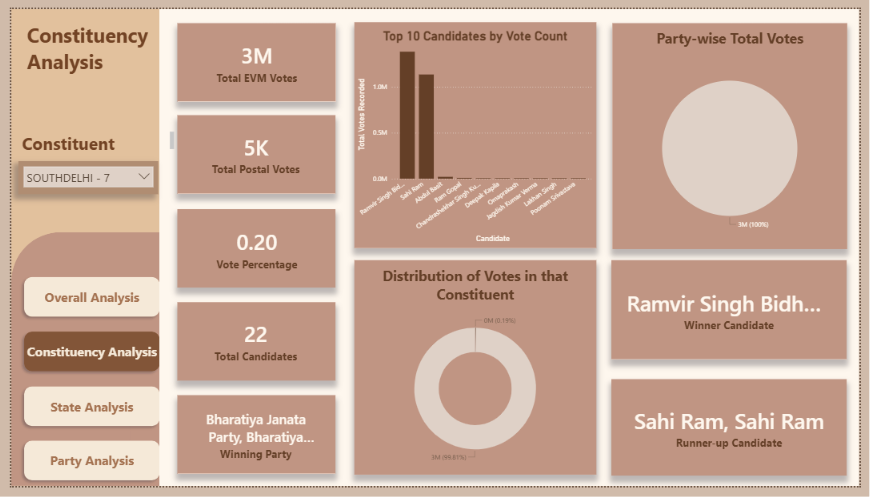 Constituency
Analysis
Constituent
SOUTHDELHI - 7
Overall Analysis
Constituency Analysis
State Analysis
Party Analysis
3M
Total EVM Votes
5K
Total Postal Votes
0.20
Vote Percentage
22
Total Candidates
Bharatiya Janata
Party, Bharatiya...
Winning Party
Top 10 Candidates by Vote Count
Total Votes Recorded
1.0M
0.5M
0.0M
Ramvir Singh Bid...
Sahi Ram
Abdul Basit
Ram Gopal
Chandrashekhar Singh Ku...
Deepak Kapila
Omaprakash
Jagdish Kumar Verma
Lakhan Singh
Poonam Srivastava
Candidate
Party-wise Total Votes
3M (100%)
Distribution of Votes in that
Constituent
0M (0.19%)
3M (99.81%)
Ramvir Singh Bidh...
Winner Candidate
Sahi Ram, Sahi Ram
Runner-up Candidate